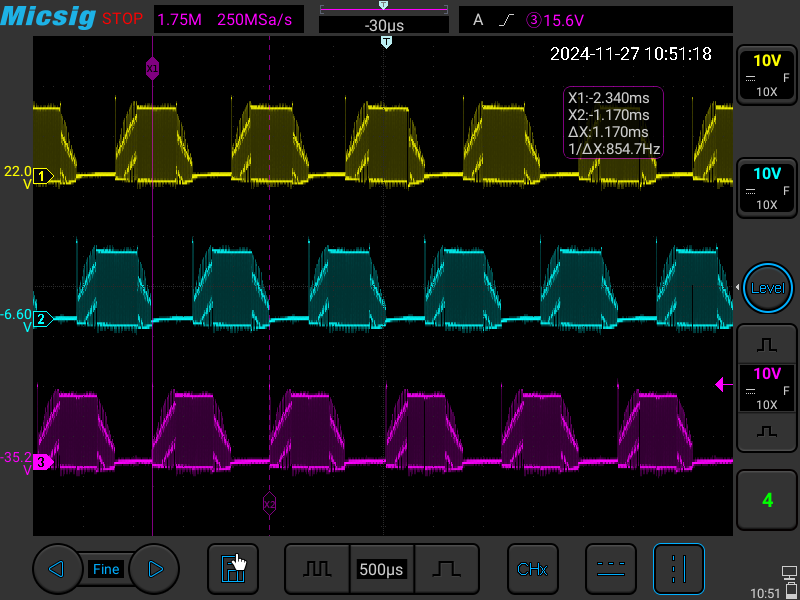 Micsig STOP 1.75M 250MSa/s -30µs A 3 15.6V
T
T
2024-11-27 10:51:18
X1
X1:-2.340ms
X2:-1.170ms
ΔX:1.170ms
1/ΔX:854.7Hz
10V
F
10X
22.0
V
1
10V
F
10X
-6.60
V
2
Level
10V
F
10X
-35.2
V
3
X2
4
Fine
500µs
CHx
10:51